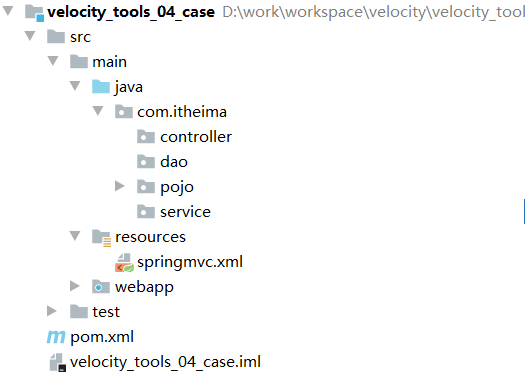 velocity_tools_04_case D:\work\workspace\velocity\velocity_tool
src
main
java
com.itheima
controller
dao
pojo
service
resources
springmvc.xml
webapp
test
pom.xml
velocity_tools_04_case.iml